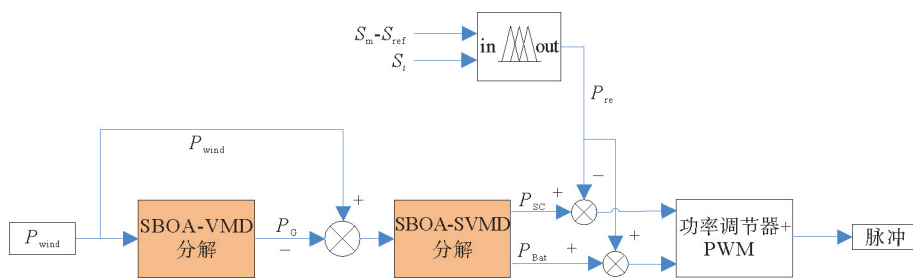 S_m-S_ref
S_i
in
out
P_re
P_wind
P_wind
SBOA-VMD
分解
P_G
−
+
SBOA-SVMD
分解
P_SC
+
−
P_Bat
+
+
功率调节器+
PWM
脉冲